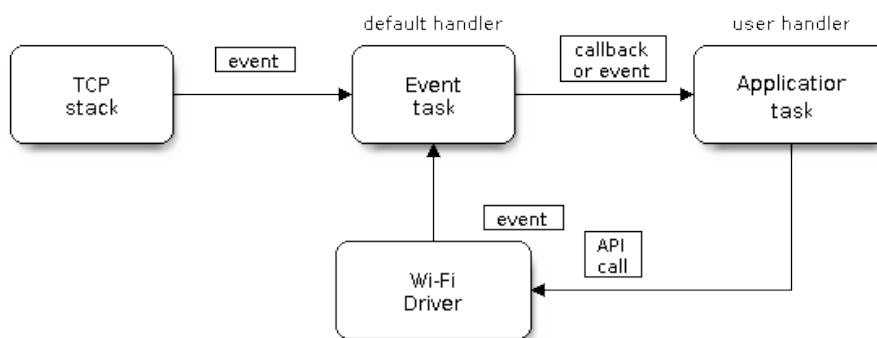 default handler
user handler
event
callback
or event
TCP
stack
Event
task
Application
task
event
API
call
Wi-Fi
Driver